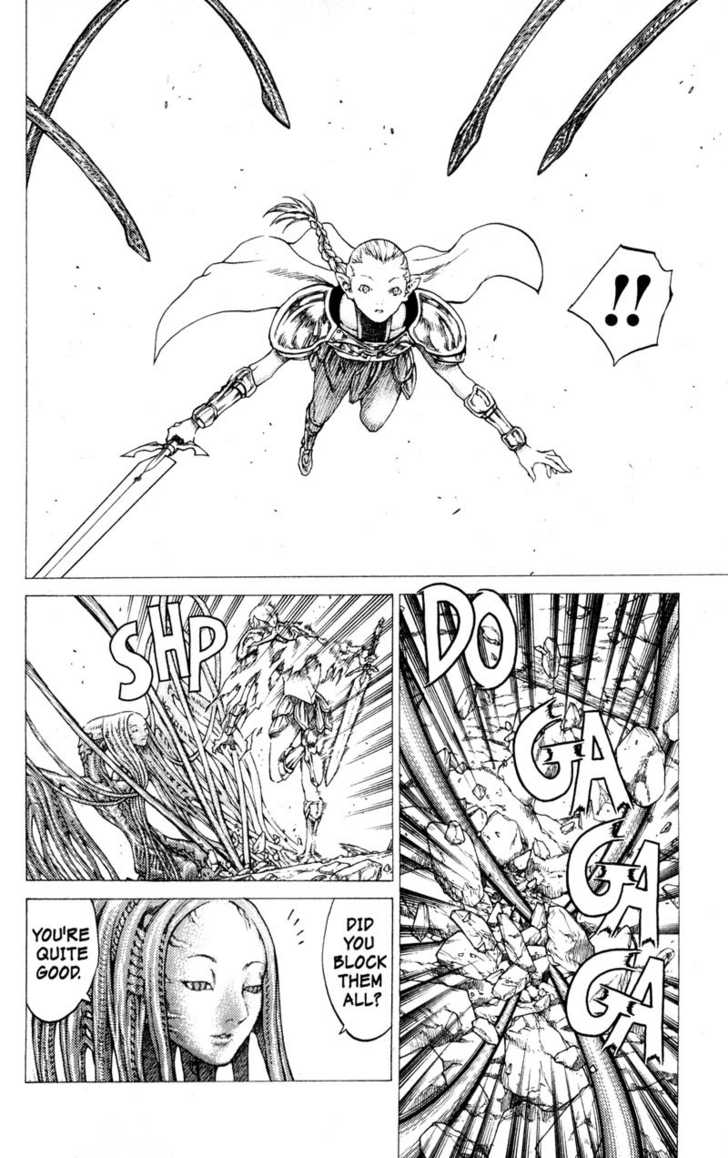 !!
DO
GA
GA
GA
SHP
DID
YOU
BLOCK
THEM
ALL?
YOU'RE
QUITE
GOOD.